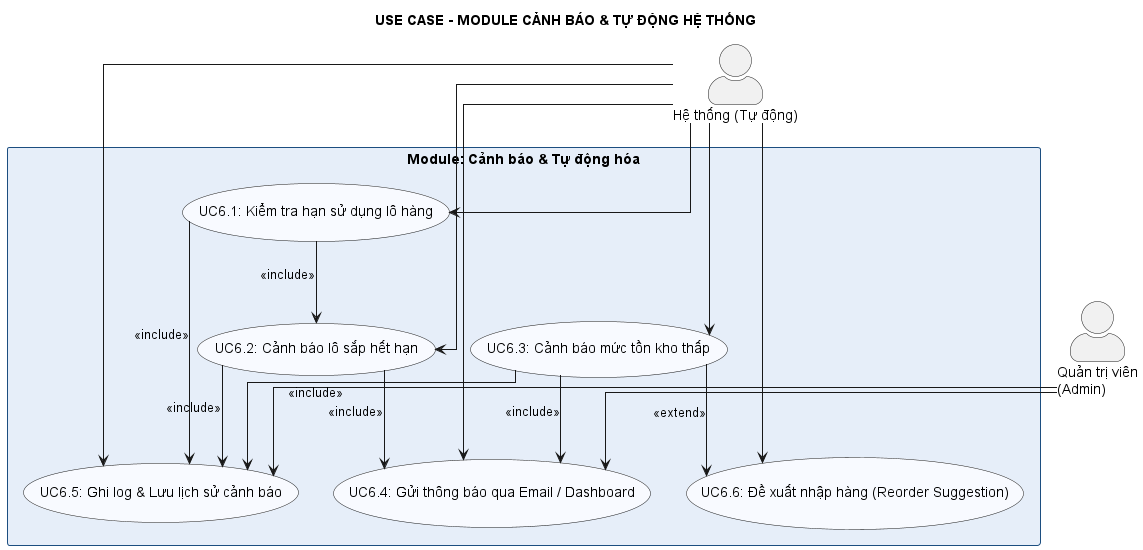 USE CASE - MODULE CẢNH BÁO & TỰ ĐỘNG HỆ THỐNG
Hệ thống (Tự động)
Module: Cảnh báo & Tự động hóa
UC6.1: Kiểm tra hạn sử dụng lô hàng
«include»
«include»
UC6.2: Cảnh báo lô sắp hết hạn
UC6.3: Cảnh báo mức tồn kho thấp
Quản trị viên
(Admin)
«include»
«include»
«include»
«include»
«extend»
UC6.5: Ghi log & Lưu lịch sử cảnh báo
UC6.4: Gửi thông báo qua Email / Dashboard
UC6.6: Đề xuất nhập hàng (Reorder Suggestion)